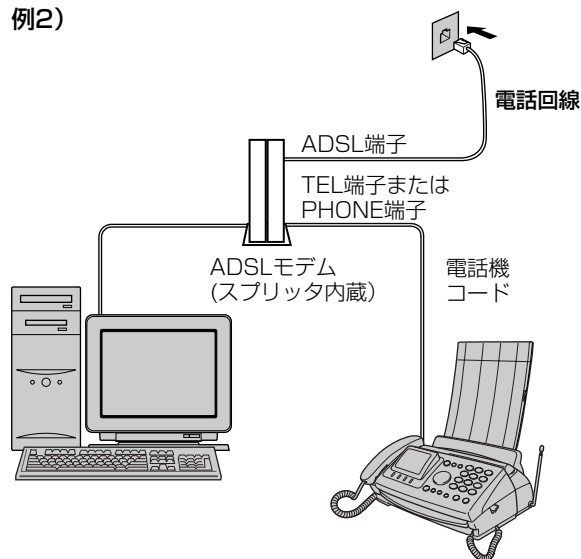 例2）
電話回線
ADSL端子
TEL端子または
PHONE端子
ADSLモデム
(スプリッタ内蔵）
電話機
コード